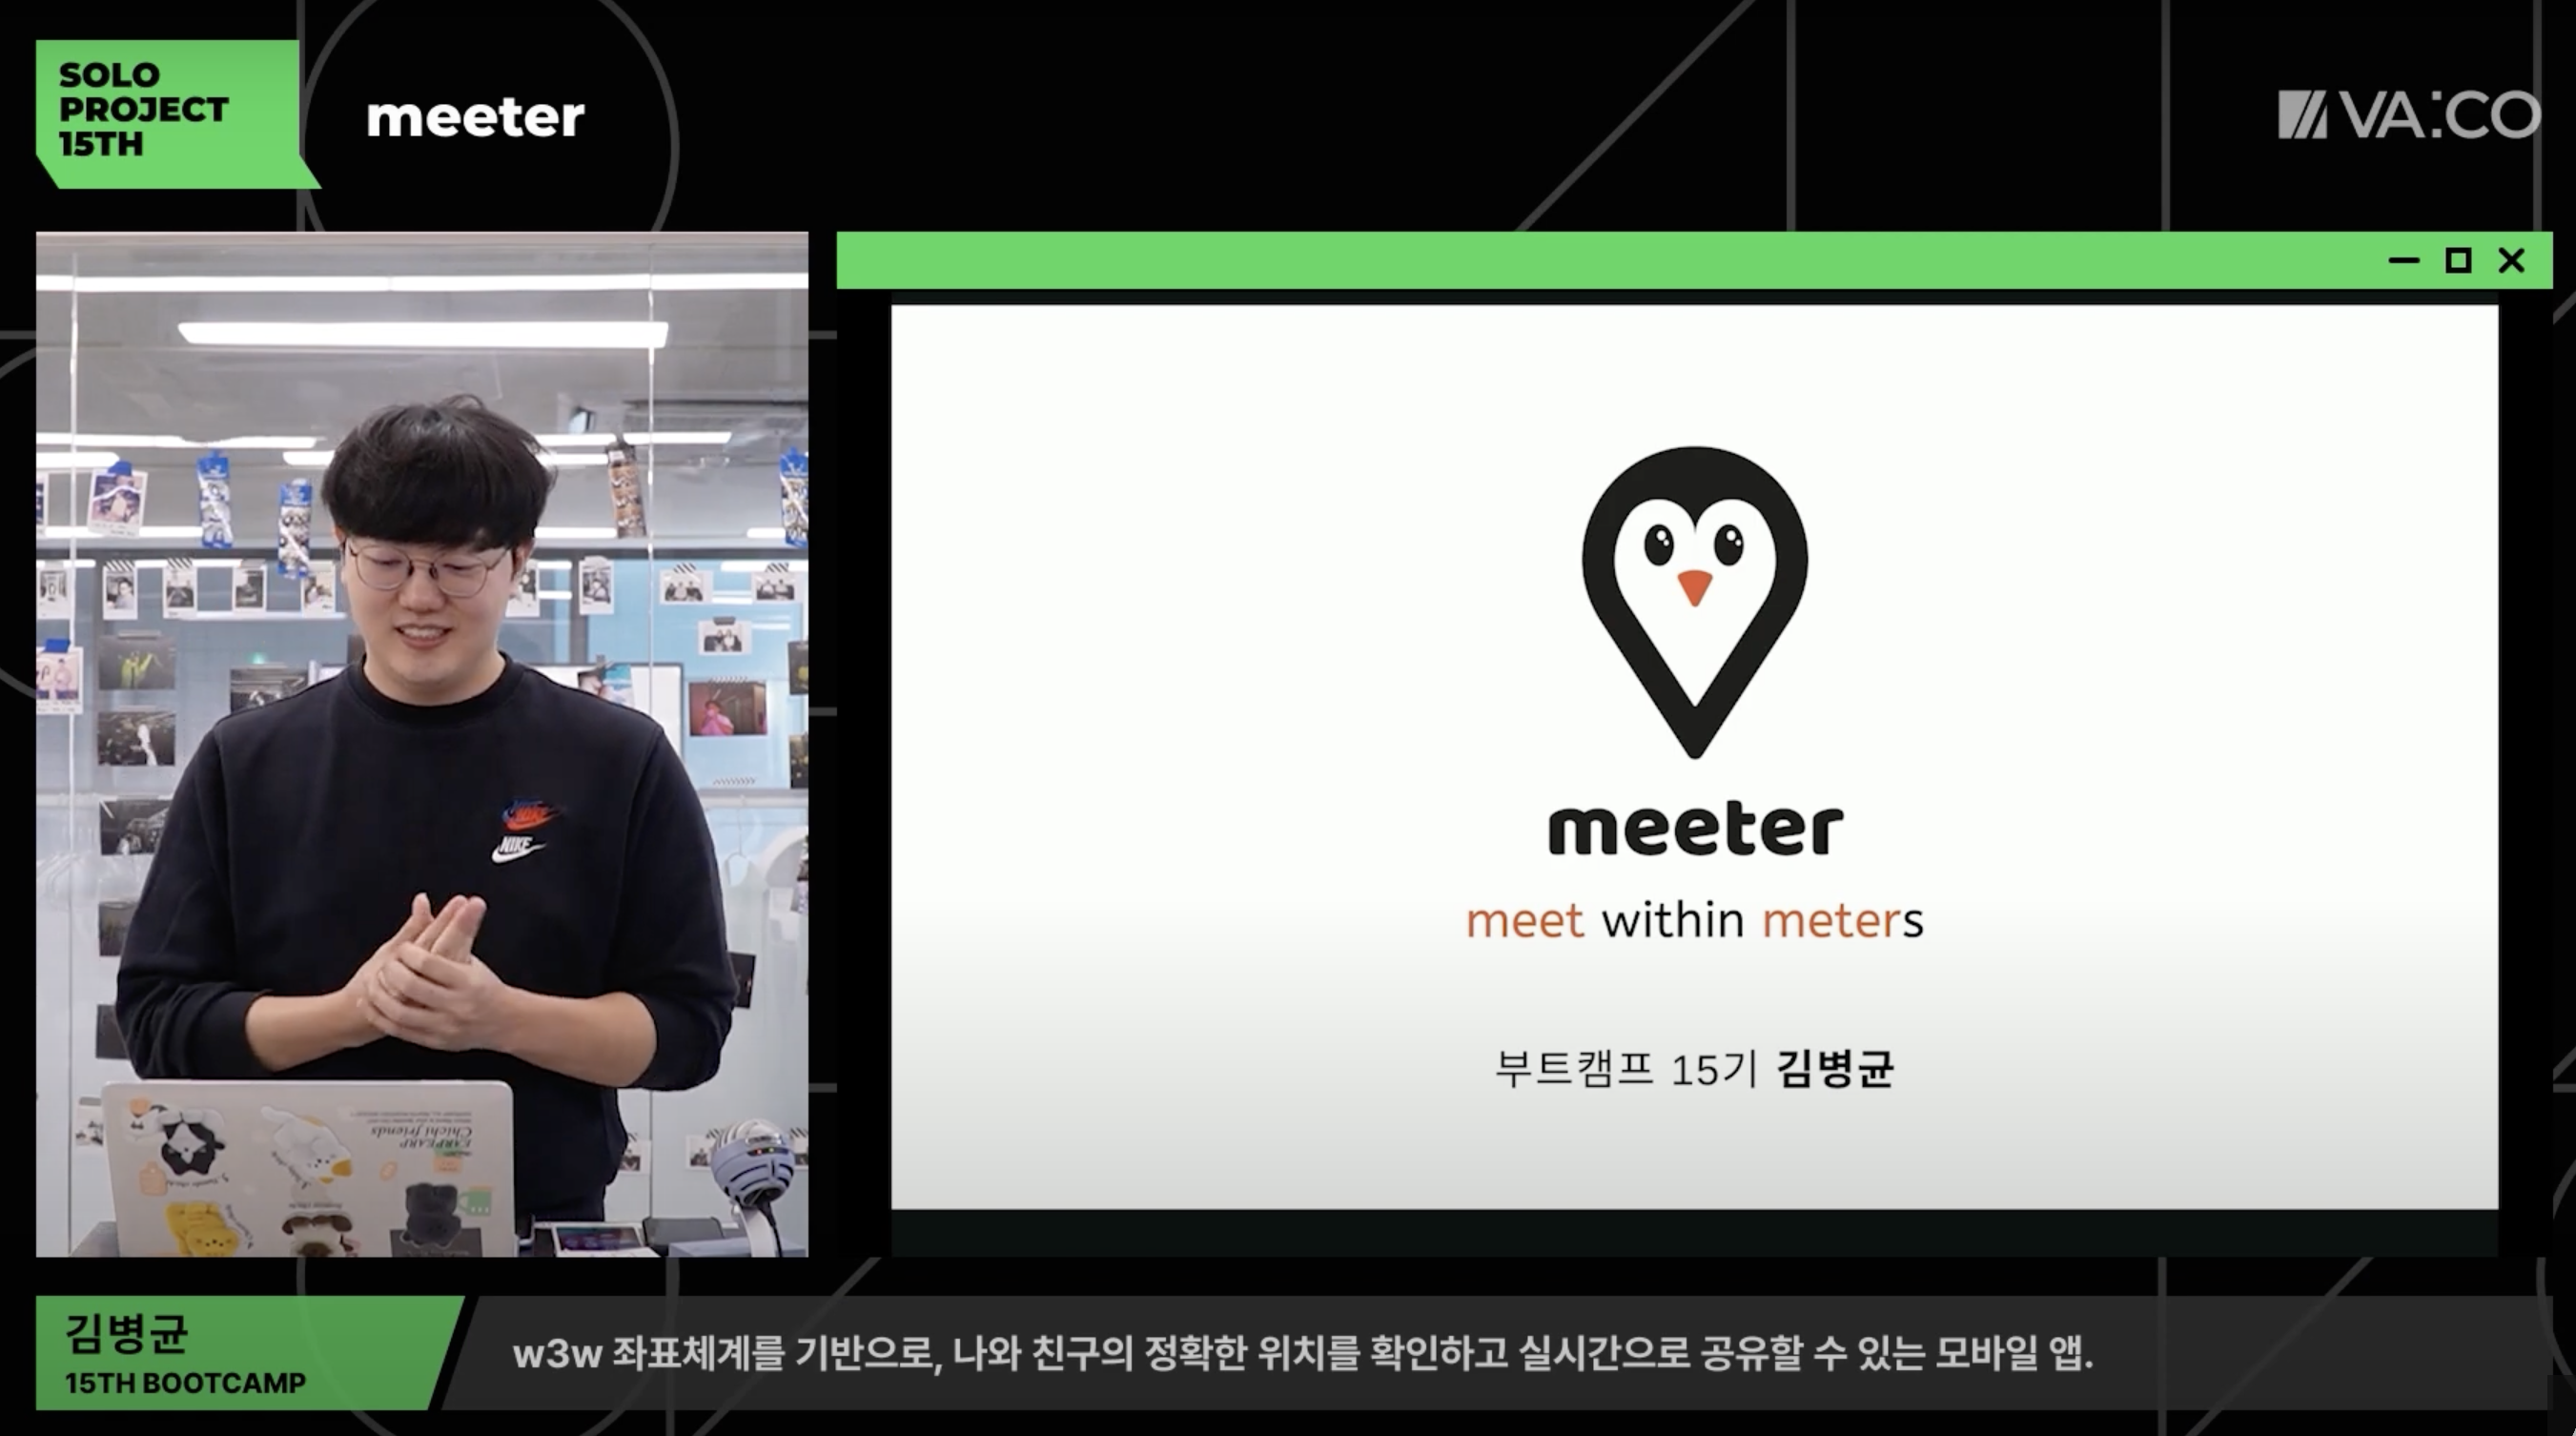 SOLO
PROJECT
15TH
meeter
VA:CO
NIKE
meeter
meet within meters
부트캠프 15기 김병균
Chichi friends
김병균
15TH BOOTCAMP
w3w 좌표체계를 기반으로, 나와 친구의 정확한 위치를 확인하고 실시간으로 공유할 수 있는 모바일 앱.